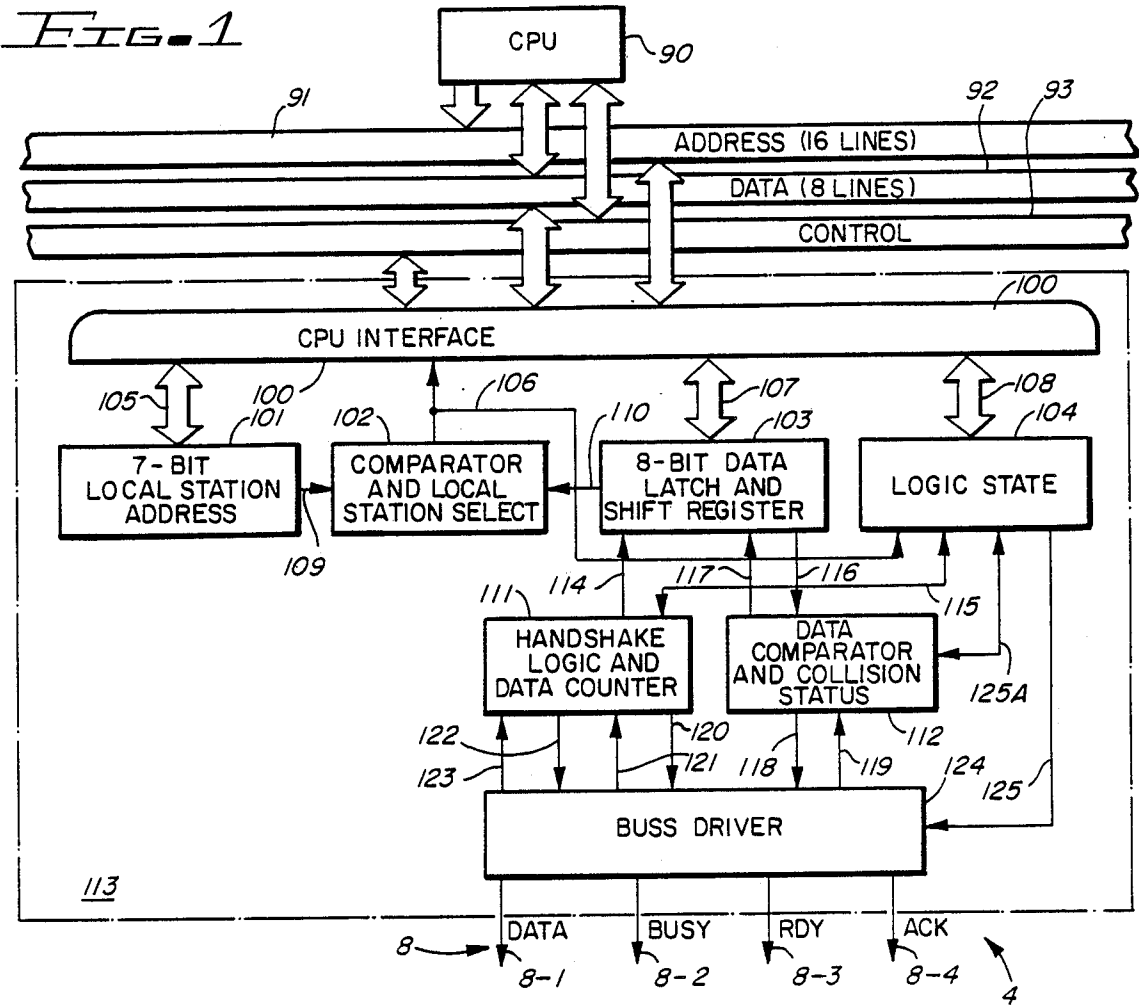 FIG. 1
CPU
90
91
92
93
ADDRESS (16 LINES)
DATA (8 LINES)
CONTROL
100
CPU INTERFACE
100
105
106
107
108
101
102
110
103
104
7-BIT
LOCAL STATION
ADDRESS
COMPARATOR
AND LOCAL
STATION SELECT
8-BIT DATA
LATCH AND
SHIFT REGISTER
LOGIC STATE
109
114
117
116
115
111
HANDSHAKE
LOGIC AND
DATA COUNTER
DATA
COMPARATOR
AND COLLISION
STATUS
125A
112
122
120
123
121
118
119
124
125
BUSS DRIVER
113
8
DATA
BUSY
RDY
ACK
8-1
8-2
8-3
8-4
4